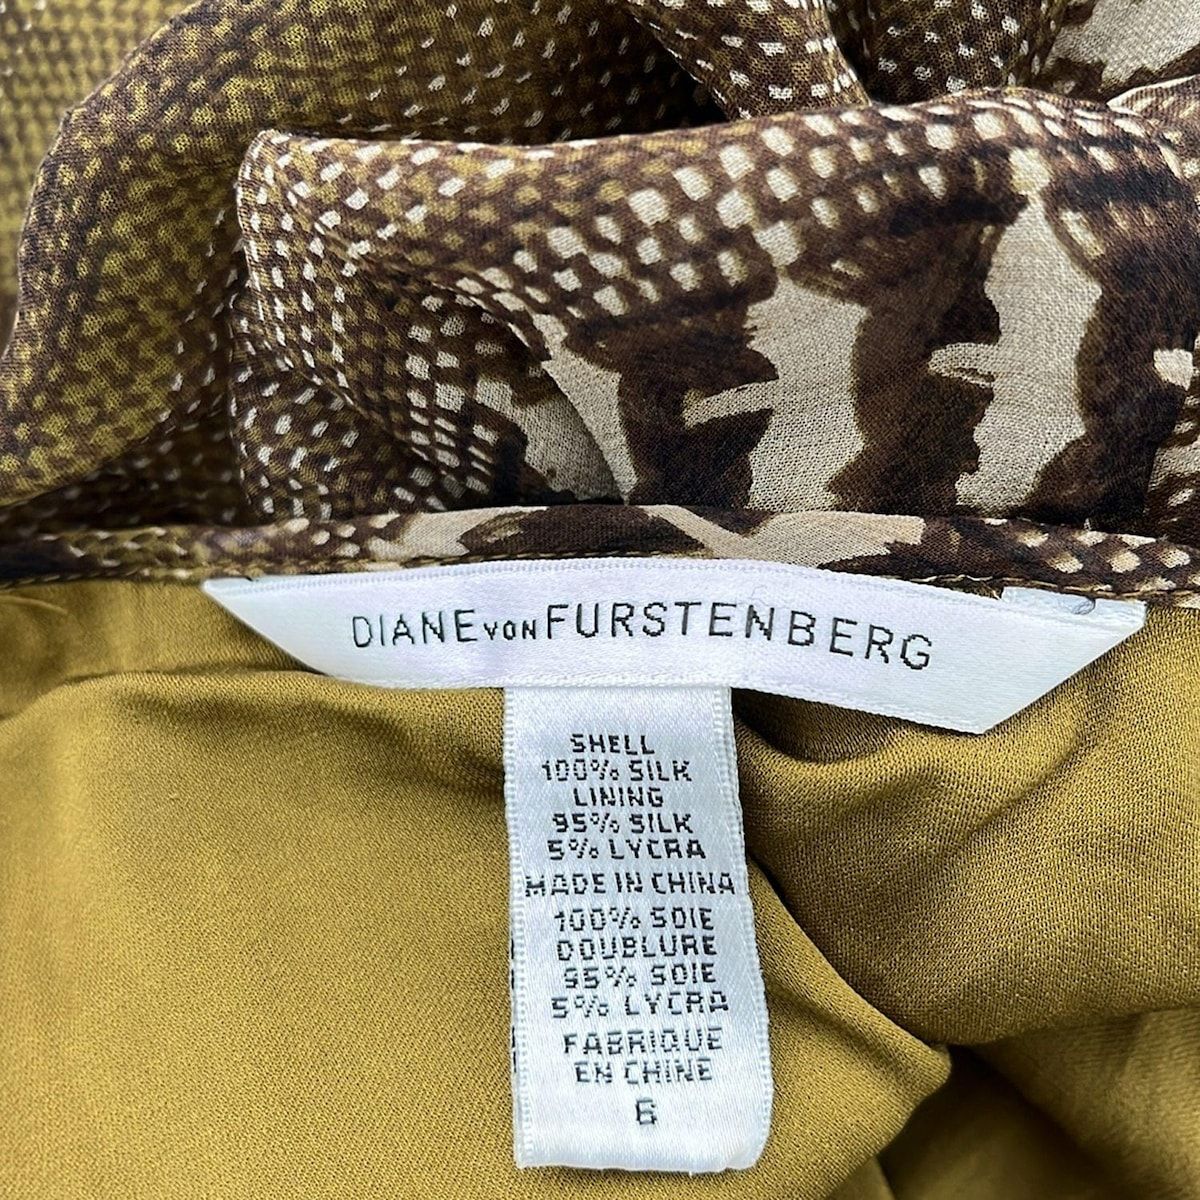 DIANE VON FURSTENBERG
SHELL
100% SILK
LINING
95% SILK
5% LYCRA
MADE IN CHINA
100% SOIE
DOUBLURE
95% SOIE
5% LYCRA
FABRIQUE
EN CHINE
6